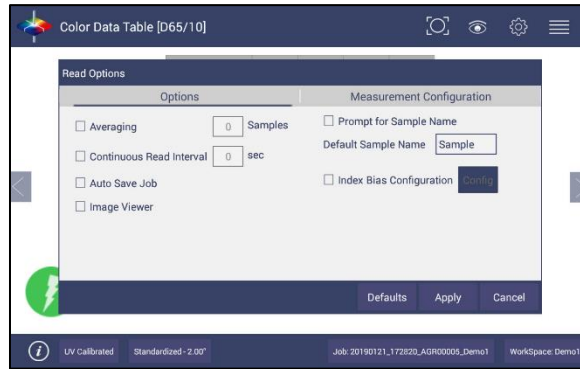 Color Data Table [D65/10]
Read Options
Options
Measurement Configuration
Averaging 0 Samples
Prompt for Sample Name
Default Sample Name Sample
Continuous Read Interval 0 sec
Index Bias Configuration Config
Auto Save Job
Image Viewer
Defaults Apply Cancel
i UV Calibrated Standardized - 2.00" Job: 20190121_172820_AGR00005_Demo1 WorkSpace: Demo1